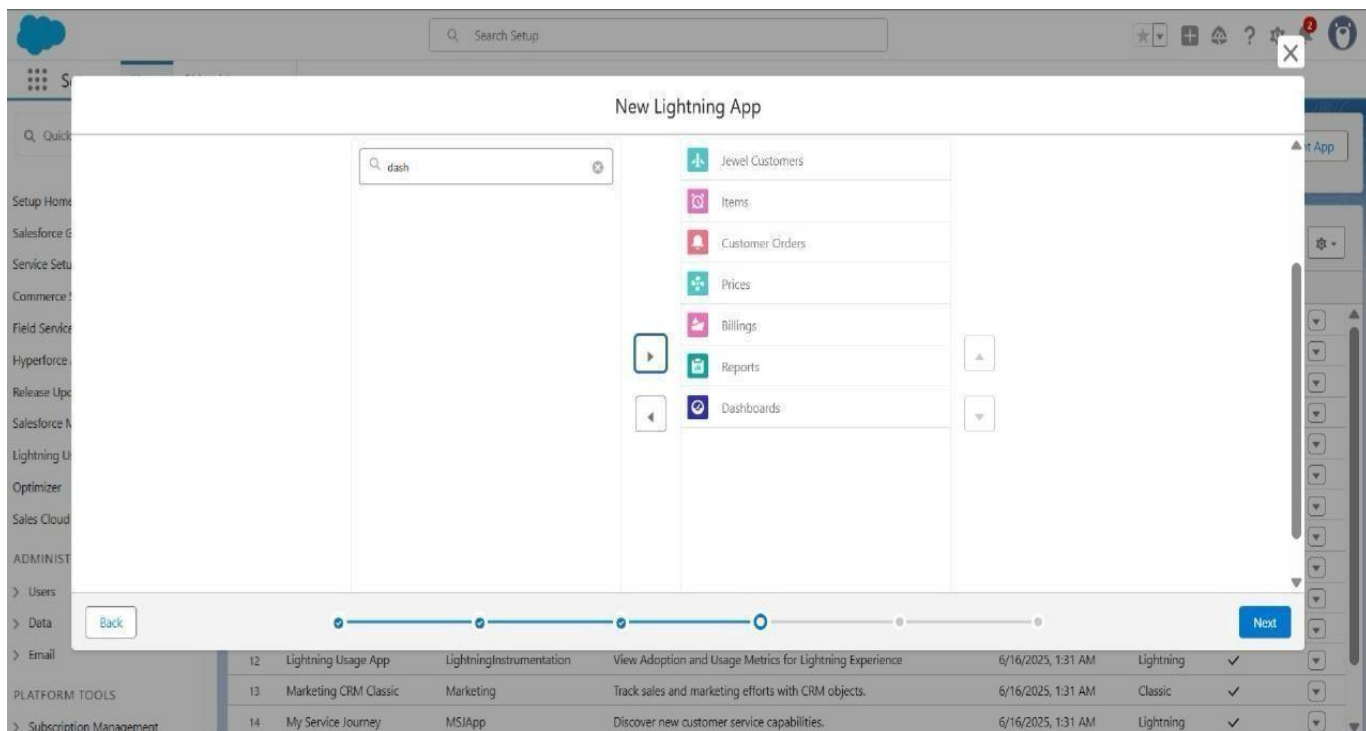 Search Setup
2
New Lightning App
Quick
Setup Home
Salesforce G
Service Setu
Commerce S
Field Service
Hyperforce
Release Upd
Salesforce M
Lightning U
Optimizer
Sales Cloud
ADMINIST
Users
Data
Email
PLATFORM TOOLS
Subscription Management
dash
Jewel Customers
Items
Customer Orders
Prices
Billings
Reports
Dashboards
t App
Back
Next
12 Lightning Usage App LightningInstrumentation View Adoption and Usage Metrics for Lightning Experience 6/16/2025, 1:31 AM Lightning
13 Marketing CRM Classic Marketing Track sales and marketing efforts with CRM objects. 6/16/2025, 1:31 AM Classic
14 My Service Journey MSJApp Discover new customer service capabilities. 6/16/2025, 1:31 AM Lightning